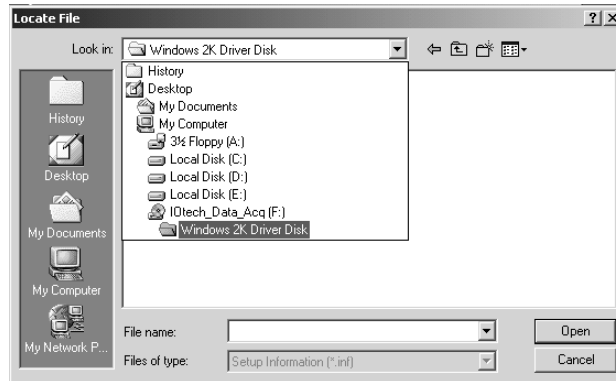 Locate File
Look in:
Windows 2K Driver Disk
History
Desktop
My Documents
My Computer
3½ Floppy (A:)
Local Disk (C:)
Local Disk (D:)
Local Disk (E:)
IOtech_Data_Acq (F:)
Windows 2K Driver Disk
History
Desktop
My Documents
My Computer
My Network P...
File name:
Open
Files of type:
Setup Information (*.inf)
Cancel